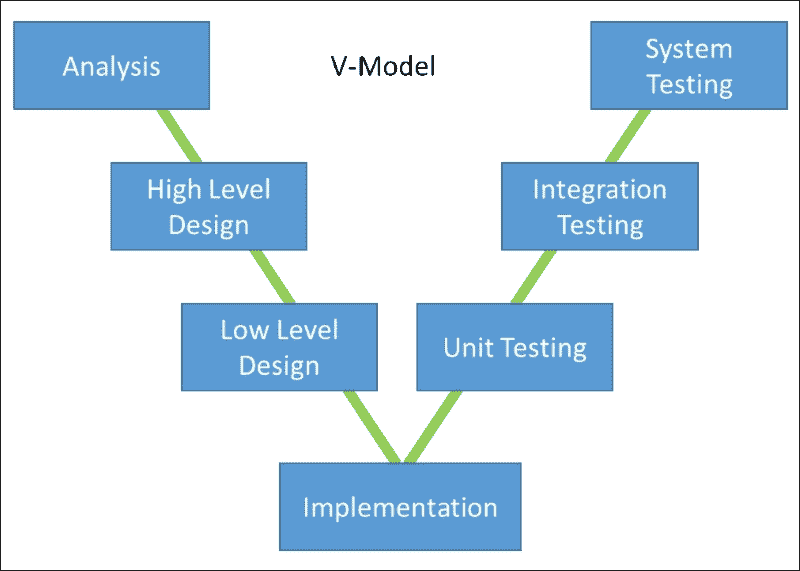 V-Model
Analysis
System
Testing
High Level
Design
Integration
Testing
Low Level
Design
Unit Testing
Implementation